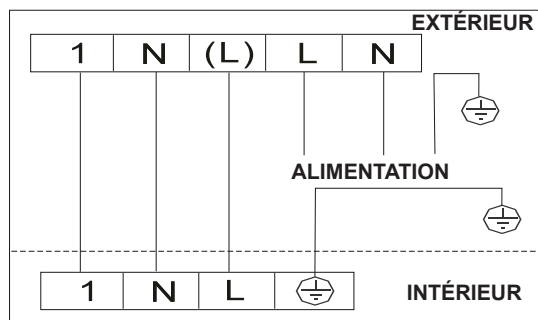 EXTÉRIEUR
1 N (L) L N
ALIMENTATION
1 N L
INTÉRIEUR